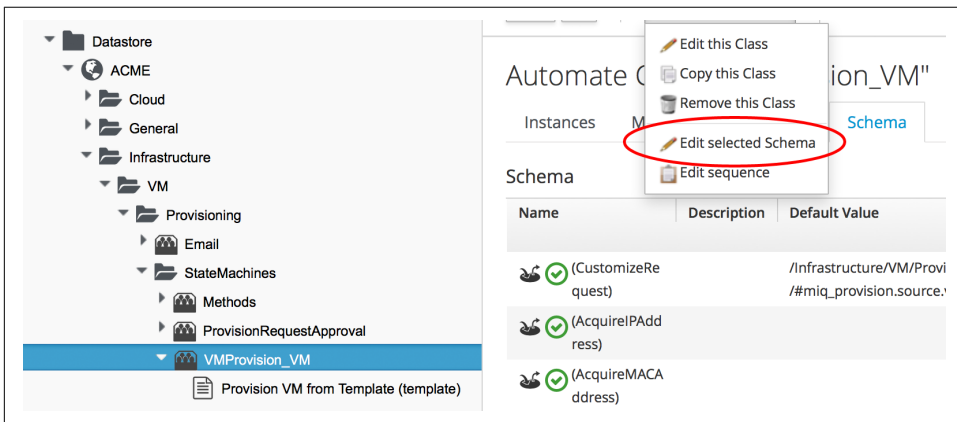 Datastore
ACME
Cloud
General
Infrastructure
VM
Provisioning
Email
StateMachines
Methods
ProvisionRequestApproval
VMProvision_VM
Provision VM from Template (template)
Edit this Class
Copy this Class
Remove this Class
Edit selected Schema
Edit sequence
Automate ion_VM"
Instances M Schema
Schema
Name Description Default Value
(CustomizeRe
quest)
/Infrastructure/VM/Provi
/#miq_provision.source.
(AcquireIPAdd
ress)
(AcquireMACA
ddress)